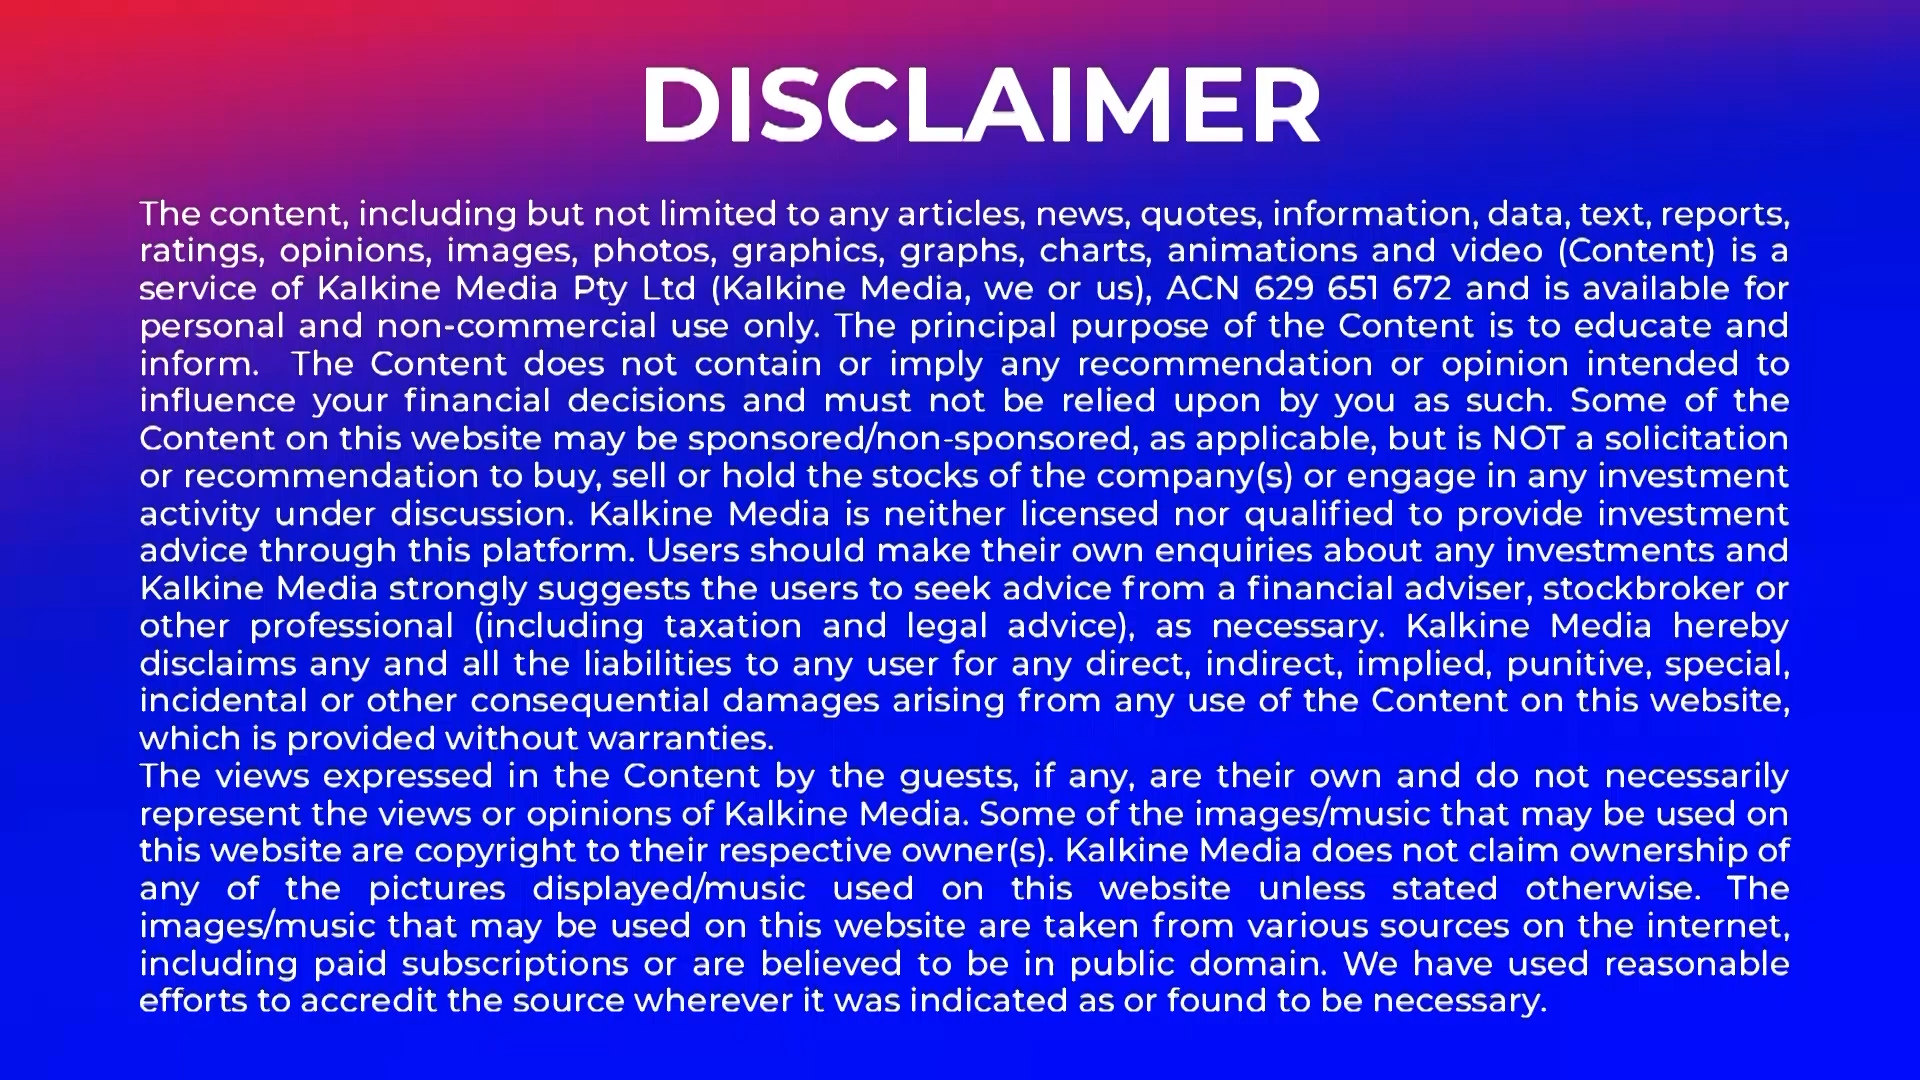 DISCLAIMER
The content, including but not limited to any articles, news, quotes, information, data, text, reports,
ratings, opinions, images, photos, graphics, graphs, charts, animations and video (Content) is a
service of Kalkine Media Pty Ltd (Kalkine Media, we or us), ACN 629 651 672 and is available for
personal and non-commercial use only. The principal purpose of the Content is to educate and
inform.  The Content does not contain or imply any recommendation or opinion intended to
influence your financial decisions and must not be relied upon by you as such. Some of the
Content on this website may be sponsored/non-sponsored, as applicable, but is NOT a solicitation
or recommendation to buy, sell or hold the stocks of the company(s) or engage in any investment
activity under discussion. Kalkine Media is neither licensed nor qualified to provide investment
advice through this platform. Users should make their own enquiries about any investments and
Kalkine Media strongly suggests the users to seek advice from a financial adviser, stockbroker or
other professional (including taxation and legal advice), as necessary. Kalkine Media hereby
disclaims any and all the liabilities to any user for any direct, indirect, implied, punitive, special,
incidental or other consequential damages arising from any use of the Content on this website,
which is provided without warranties.
The views expressed in the Content by the guests, if any, are their own and do not necessarily
represent the views or opinions of Kalkine Media. Some of the images/music that may be used on
this website are copyright to their respective owner(s). Kalkine Media does not claim ownership of
any of the pictures displayed/music used on this website unless stated otherwise. The
images/music that may be used on this website are taken from various sources on the internet,
including paid subscriptions or are believed to be in public domain. We have used reasonable
efforts to accredit the source wherever it was indicated as or found to be necessary.